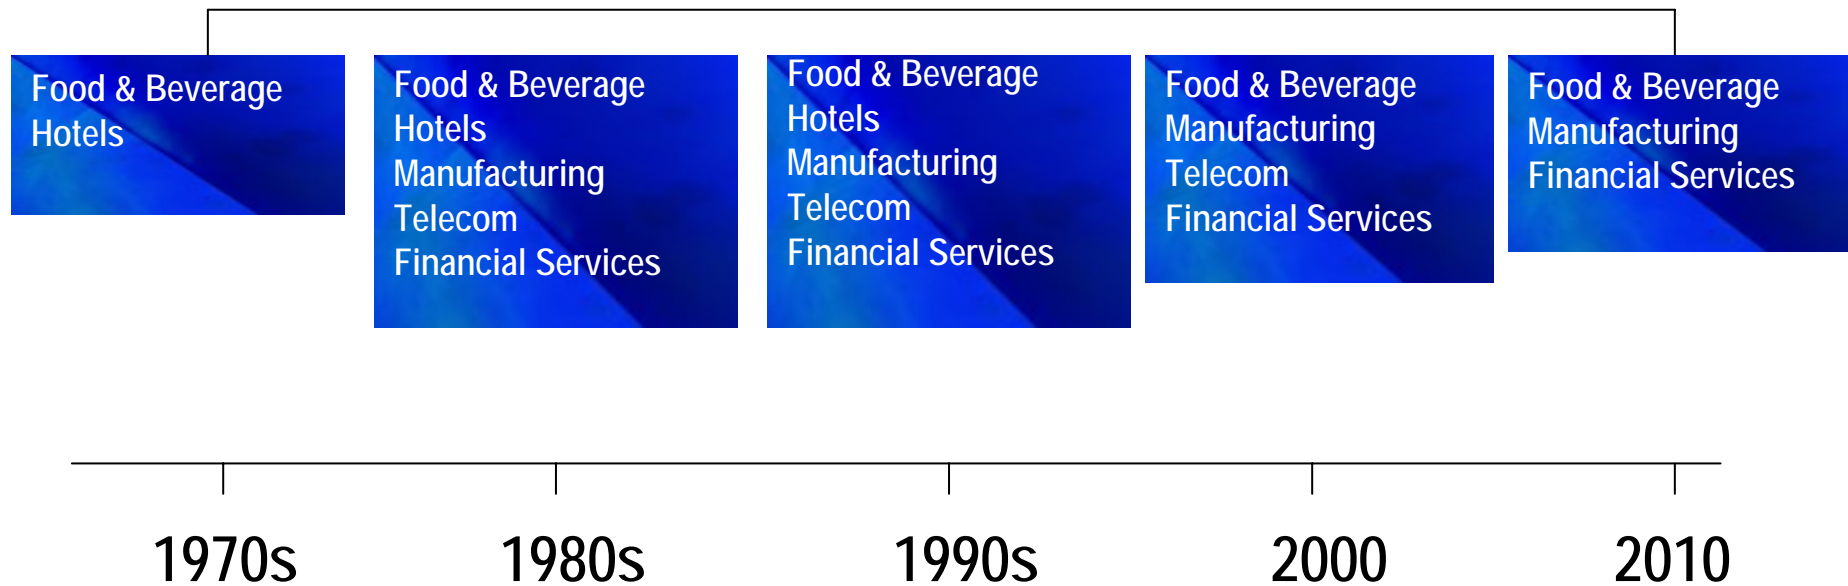 Food & Beverage
Hotels
Food & Beverage
Hotels
Manufacturing
Telecom
Financial Services
Food & Beverage
Hotels
Manufacturing
Telecom
Financial Services
Food & Beverage
Manufacturing
Telecom
Financial Services
Food & Beverage
Manufacturing
Financial Services
1970s
1980s
1990s
2000
2010